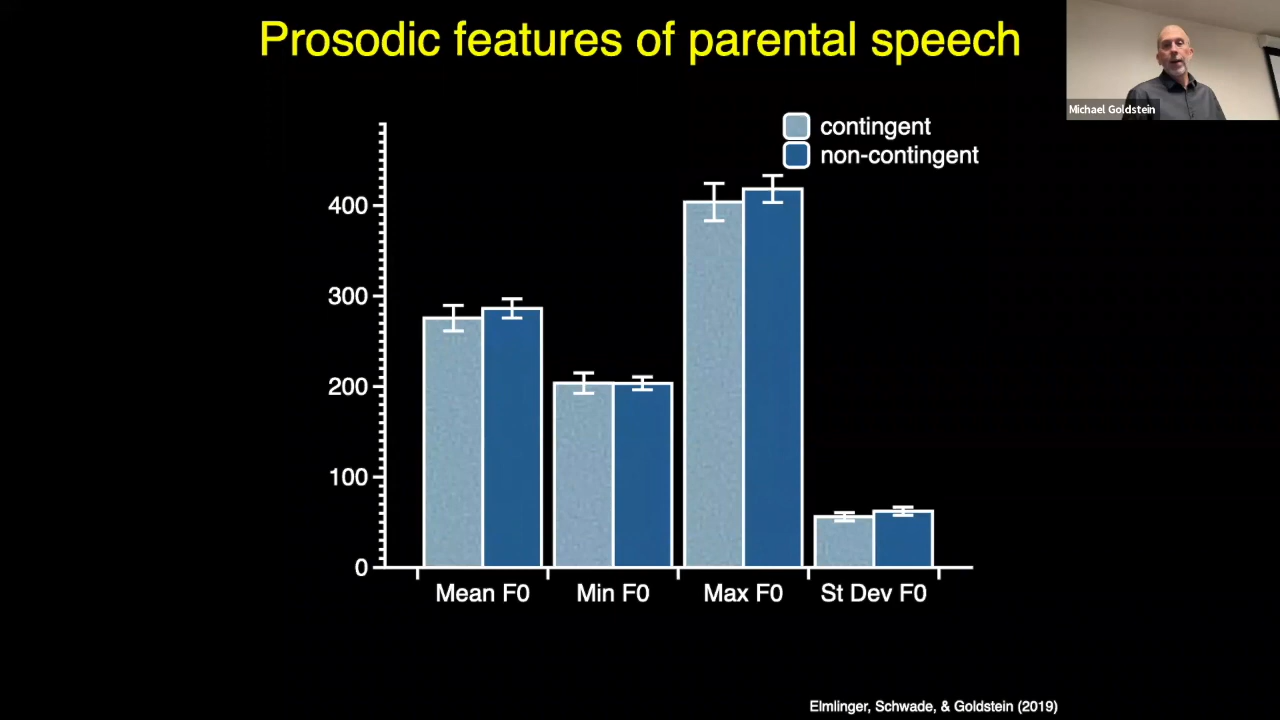 Prosodic features of parental speech
Michael Goldstein
contingent
non-contingent
400
300
200
100
0
Mean F0 Min F0 Max F0 St Dev F0
Elmlinger, Schwade, & Goldstein (2019)